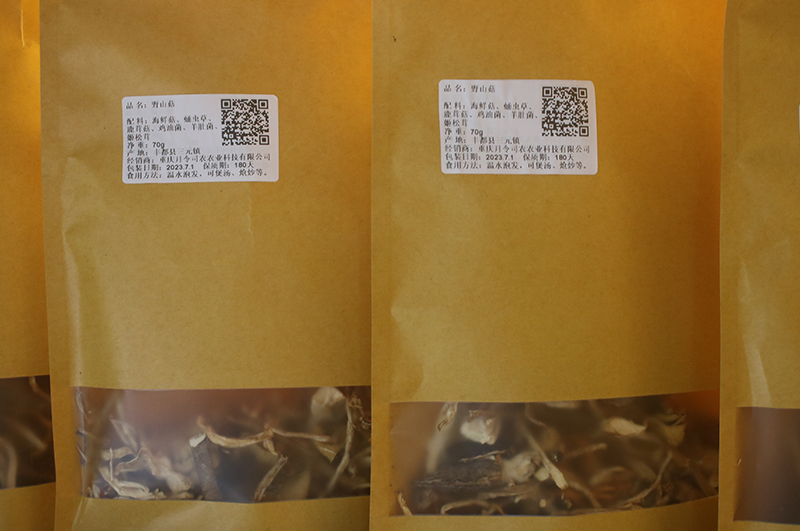 品 名：野山菇
配 料：海鲜菇、蛹虫草、
鹿茸菇、鸡油菌、羊肚菌、
姬松茸
净 重：70g
产 地：丰都县三元镇
经销商：重庆月令司农农业科技有限公司
包装日期：2023.7.1 保质期：180天
食用方法：温水泡发，可煲汤、炝炒等。
品 名：野山菇
配 料：海鲜菇、蛹虫草、
鹿茸菇、鸡油菌、羊肚菌、
姬松茸
净 重：70g
产 地：丰都县三元镇
经销商：重庆月令司农农业科技有限公司
包装日期：2023.7.1 保质期：180天
食用方法：温水泡发，可煲汤、炝炒等。